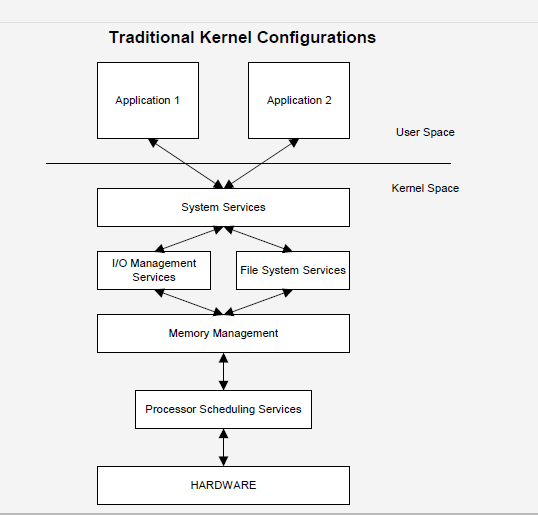 Traditional Kernel Configurations
Application 1
Application 2
User Space
Kernel Space
System Services
I/O Management
Services
File System Services
Memory Management
Processor Scheduling Services
HARDWARE